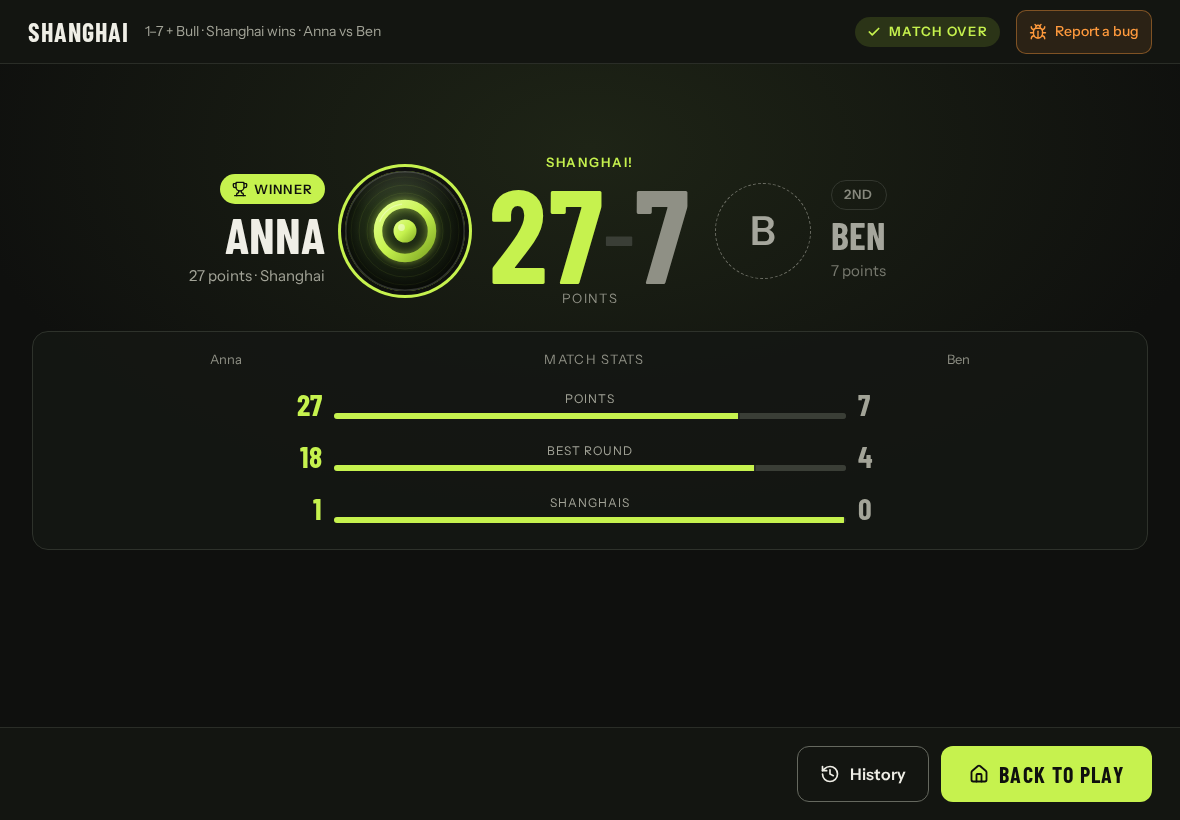 SHANGHAI
1–7 + Bull · Shanghai wins · Anna vs Ben
MATCH OVER
Report a bug
WINNER
ANNA
27 points · Shanghai
SHANGHAI!
27–7
POINTS
B
2ND
BEN
7 points
Anna MATCH STATS Ben
27 POINTS 7
18 BEST ROUND 4
1 SHANGHAIS 0
History
BACK TO PLAY